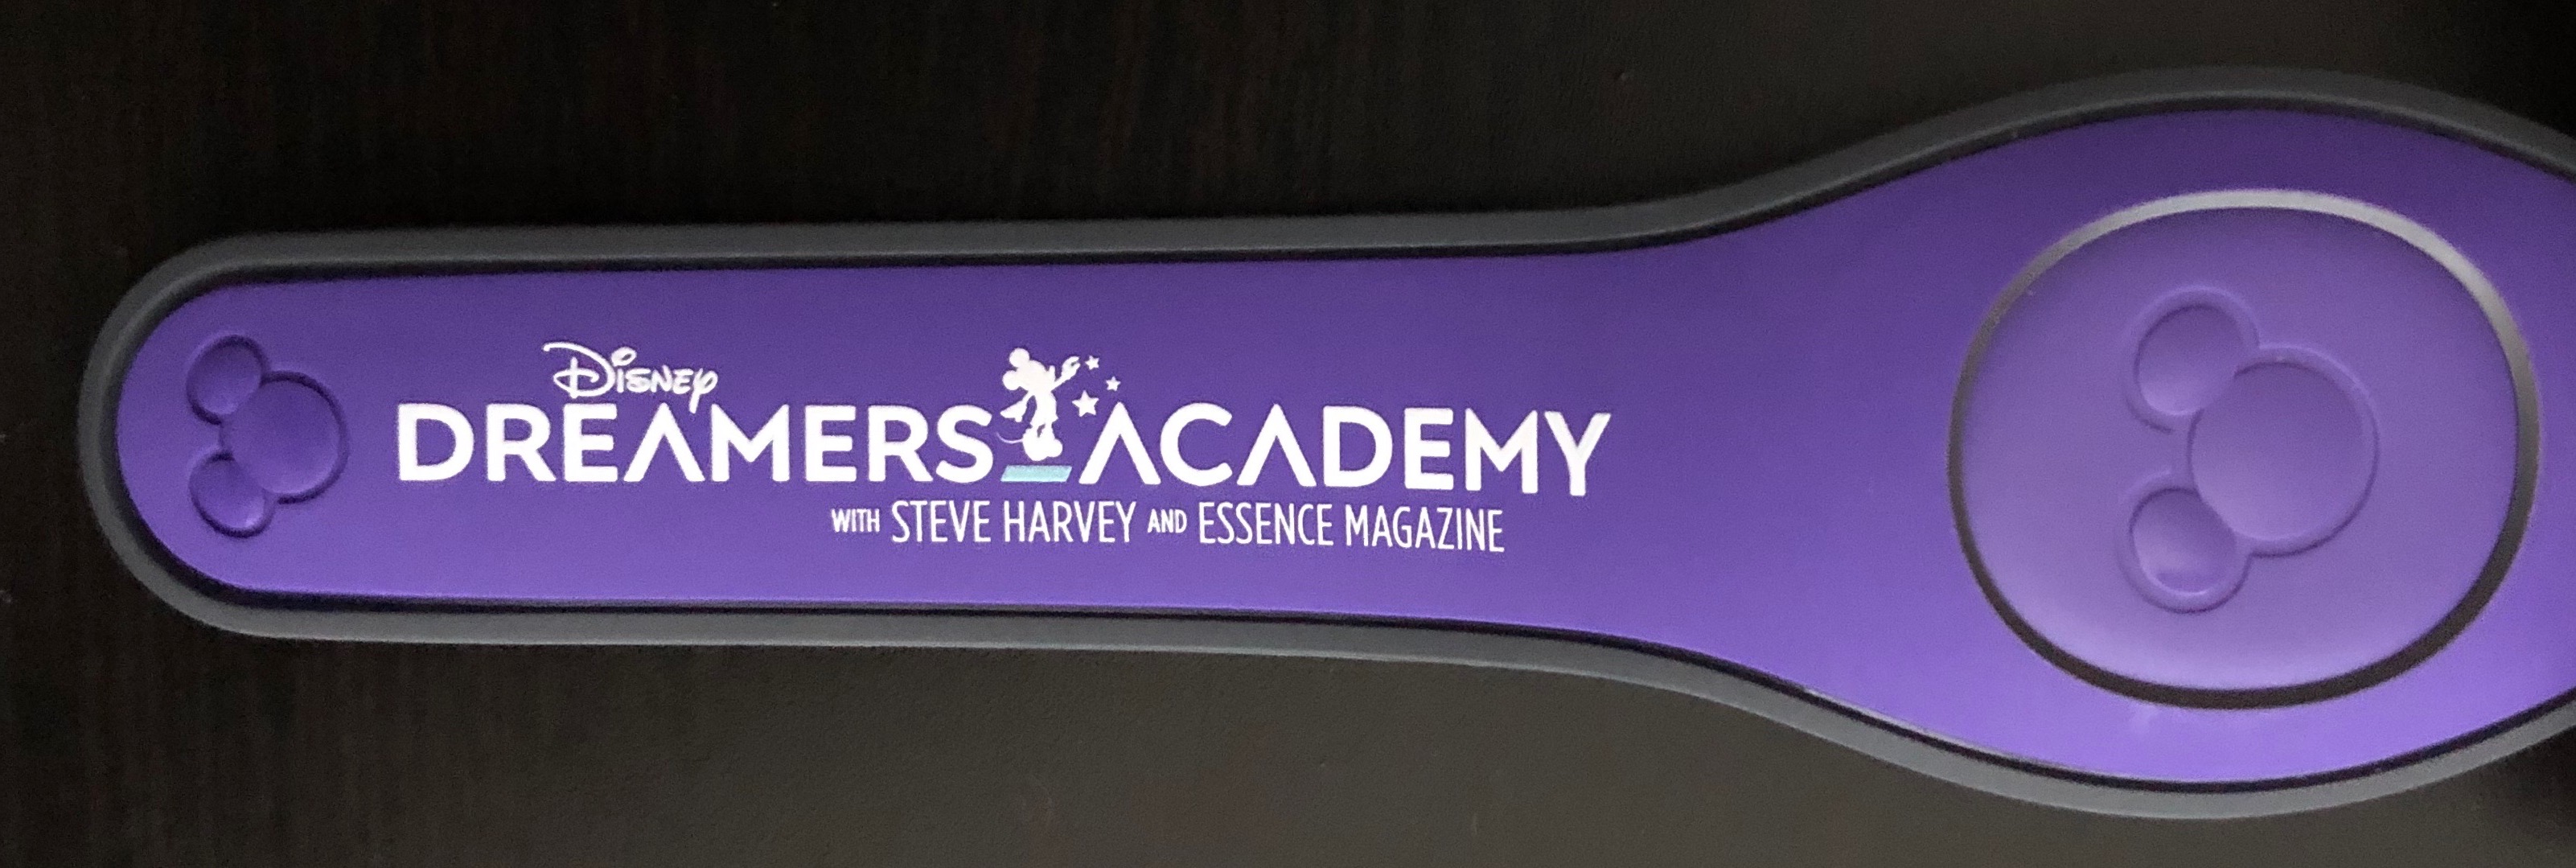 Disney
DREAMERS ACADEMY
WITH STEVE HARVEY AND ESSENCE MAGAZINE